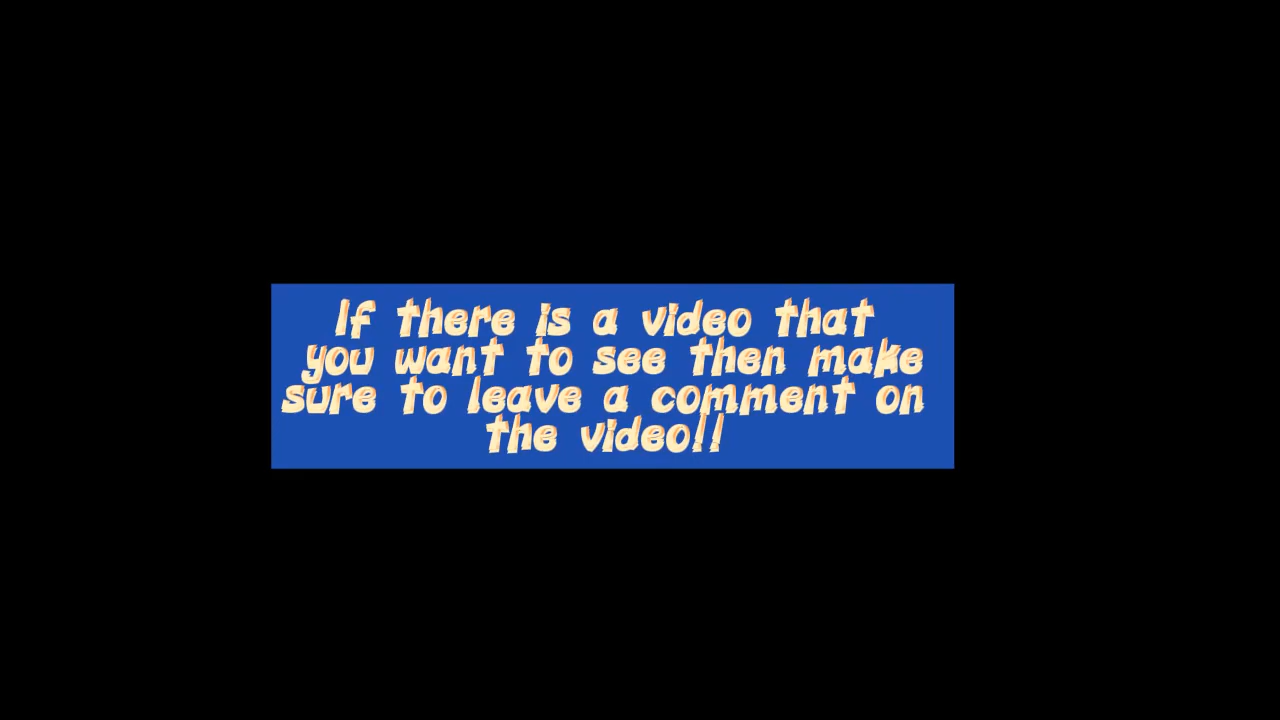 If there is a video that
you want to see then make
sure to leave a comment on
the video!!